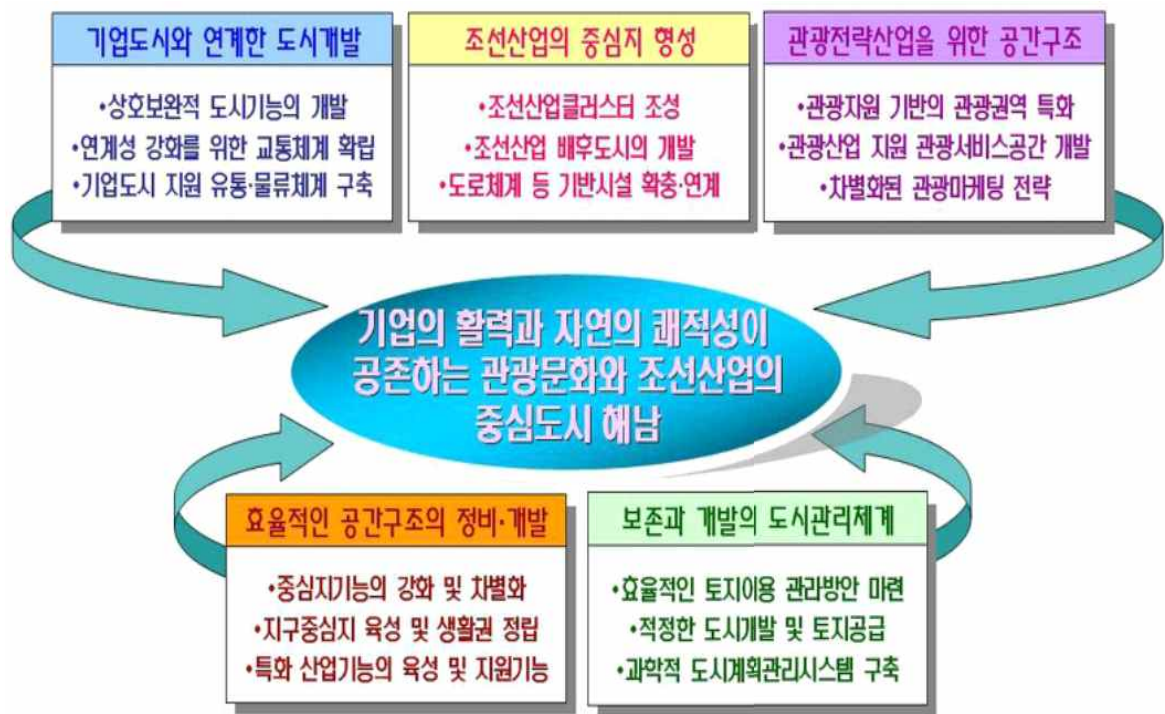 기업도시와 연계한 도시개발
•상호보완적 도시기능의 개발
•연계성 강화를 위한 교통체계 확립
•기업도시 지원 유통·물류체계 구축
조선산업의 중심지 형성
•조선산업클러스터 조성
•조선산업 배후도시의 개발
•도로체계 등 기반시설 확충·연계
관광전략산업을 위한 공간구조
•관광자원 기반의 관광권역 특화
•관광산업 지원 관광서비스공간 개발
•차별화된 관광마케팅 전략
기업의 활력과 자연의 쾌적성이
공존하는 관광문화와 조선산업의
중심도시 해남
효율적인 공간구조의 정비·개발
•중심지기능의 강화 및 차별화
•지구중심지 육성 및 생활권 정립
•특화 산업기능의 육성 및 지원기능
보존과 개발의 도시관리체계
•효율적인 토지이용 관라방안 마련
•적정한 도시개발 및 토지공급
•과학적 도시계획관리시스템 구축